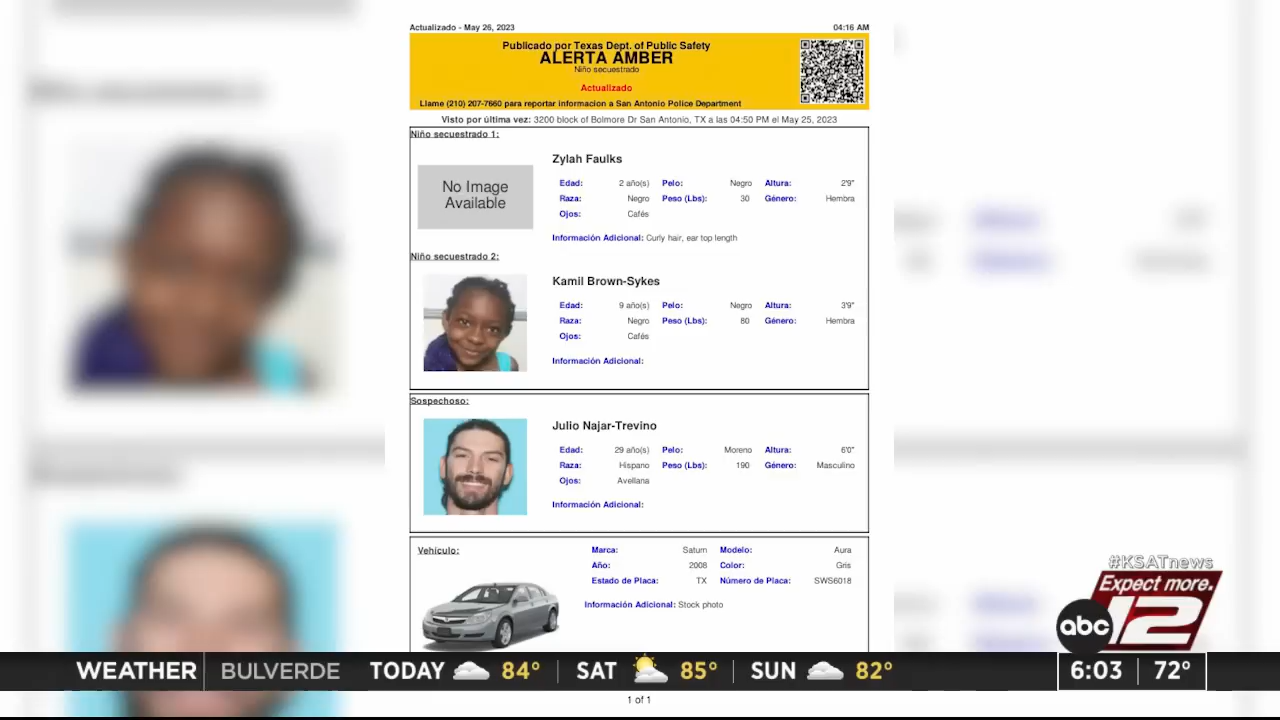 Actualizado - May 26, 2023 04:16 AM
Publicado por Texas Dept. of Public Safety
ALERTA AMBER
Niño secuestrado
Actualizado
Llame (210) 207-7660 para reportar informacion a San Antonio Police Department
Visto por última vez: 3200 block of Bolmore Dr San Antonio, TX a las 04:50 PM el May 25, 2023
Niño secuestrado 1:
No Image
Available
Zylah Faulks
Edad: 2 año(s) Pelo: Negro Altura: 2'9"
Raza: Negro Peso (Lbs): 30 Género: Hembra
Ojos: Cafés
Información Adicional: Curly hair, ear top length
Niño secuestrado 2:
Kamil Brown-Sykes
Edad: 9 año(s) Pelo: Negro Altura: 3'9"
Raza: Negro Peso (Lbs): 80 Género: Hembra
Ojos: Cafés
Información Adicional:
Sospechoso:
Julio Najar-Trevino
Edad: 29 año(s) Pelo: Moreno Altura: 6'0"
Raza: Hispano Peso (Lbs): 190 Género: Masculino
Ojos: Avellana
Información Adicional:
Vehículo:
Marca: Saturn Modelo: Aura
Año: 2008 Color: Gris
Estado de Placa: TX Número de Placa: SWS6018
Información Adicional: Stock photo
#KSATnews
Expect more.
abc 12
WEATHER BULVERDE TODAY 84° SAT 85° SUN 82° 6:03 72°
1 of 1